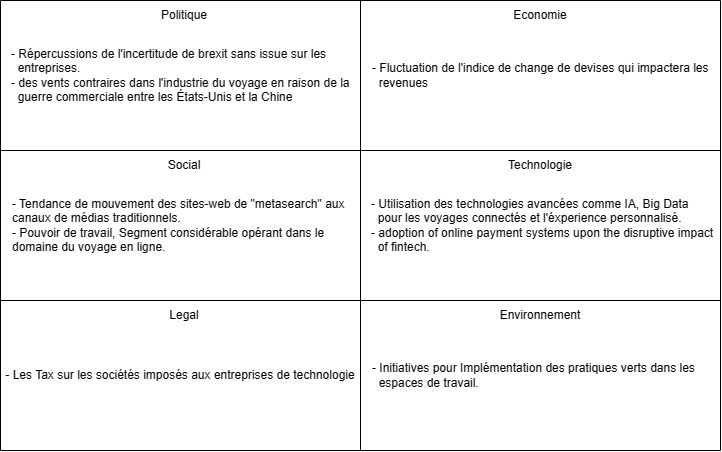 Politique
- Répercussions de l'incertitude de brexit sans issue sur les
entreprises.
- des vents contraires dans l'industrie du voyage en raison de la
guerre commerciale entre les États-Unis et la Chine
Economie
- Fluctuation de l'indice de change de devises qui impactera les
revenues
Social
- Tendance de mouvement des sites-web de "metasearch" aux
canaux de médias traditionnels.
- Pouvoir de travail, Segment considérable opérant dans le
domaine du voyage en ligne.
Technologie
- Utilisation des technologies avancées comme IA, Big Data
pour les voyages connectés et l'éxperience personnalisé.
- adoption of online payment systems upon the disruptive impact
of fintech.
Legal
- Les Tax sur les sociétés imposés aux entreprises de technologie
Environnement
- Initiatives pour Implémentation des pratiques verts dans les
espaces de travail.